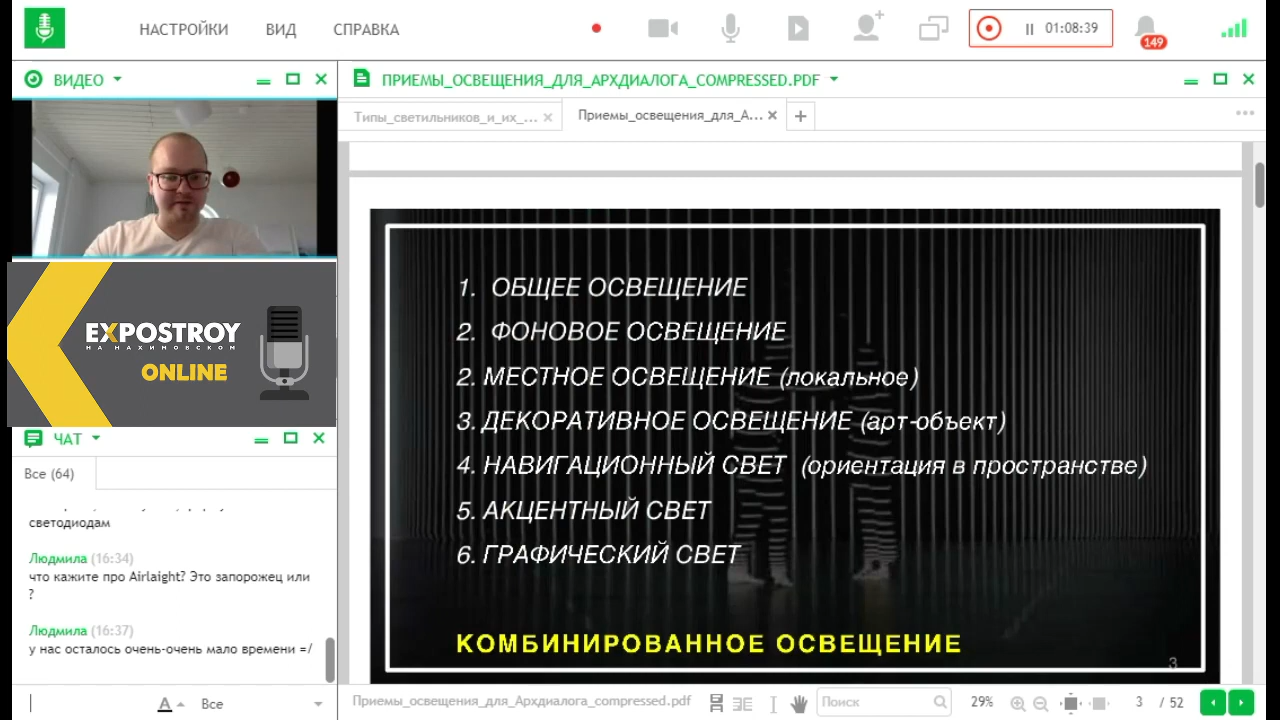 НАСТРОЙКИ ВИД СПРАВКА 01:08:39 149
ВИДЕО
ПРИЕМЫ_ОСВЕЩЕНИЯ_ДЛЯ_АРХДИАЛОГА_COMPRESSED.PDF
Типы_светильников_и_их_... Приемы_освещения_для_А...
1. ОБЩЕЕ ОСВЕЩЕНИЕ
2. ФОНОВОЕ ОСВЕЩЕНИЕ
2. МЕСТНОЕ ОСВЕЩЕНИЕ (локальное)
3. ДЕКОРАТИВНОЕ ОСВЕЩЕНИЕ (арт-объект)
4. НАВИГАЦИОННЫЙ СВЕТ (ориентация в пространстве)
5. АКЦЕНТНЫЙ СВЕТ
6. ГРАФИЧЕСКИЙ СВЕТ
КОМБИНИРОВАННОЕ ОСВЕЩЕНИЕ
3
EXPOSTROY
НА НАХИМОВСКОМ
ONLINE
ЧАТ
Все (64)
светодиодам
Людмила (16:34)
что кажите про Airlaight? Это запорожец или
?
Людмила (16:37)
у нас осталось очень-очень мало времени =/
A Все
Приемы_освещения_для_Архдиалога_compressed.pdf Поиск 29% 3 / 52